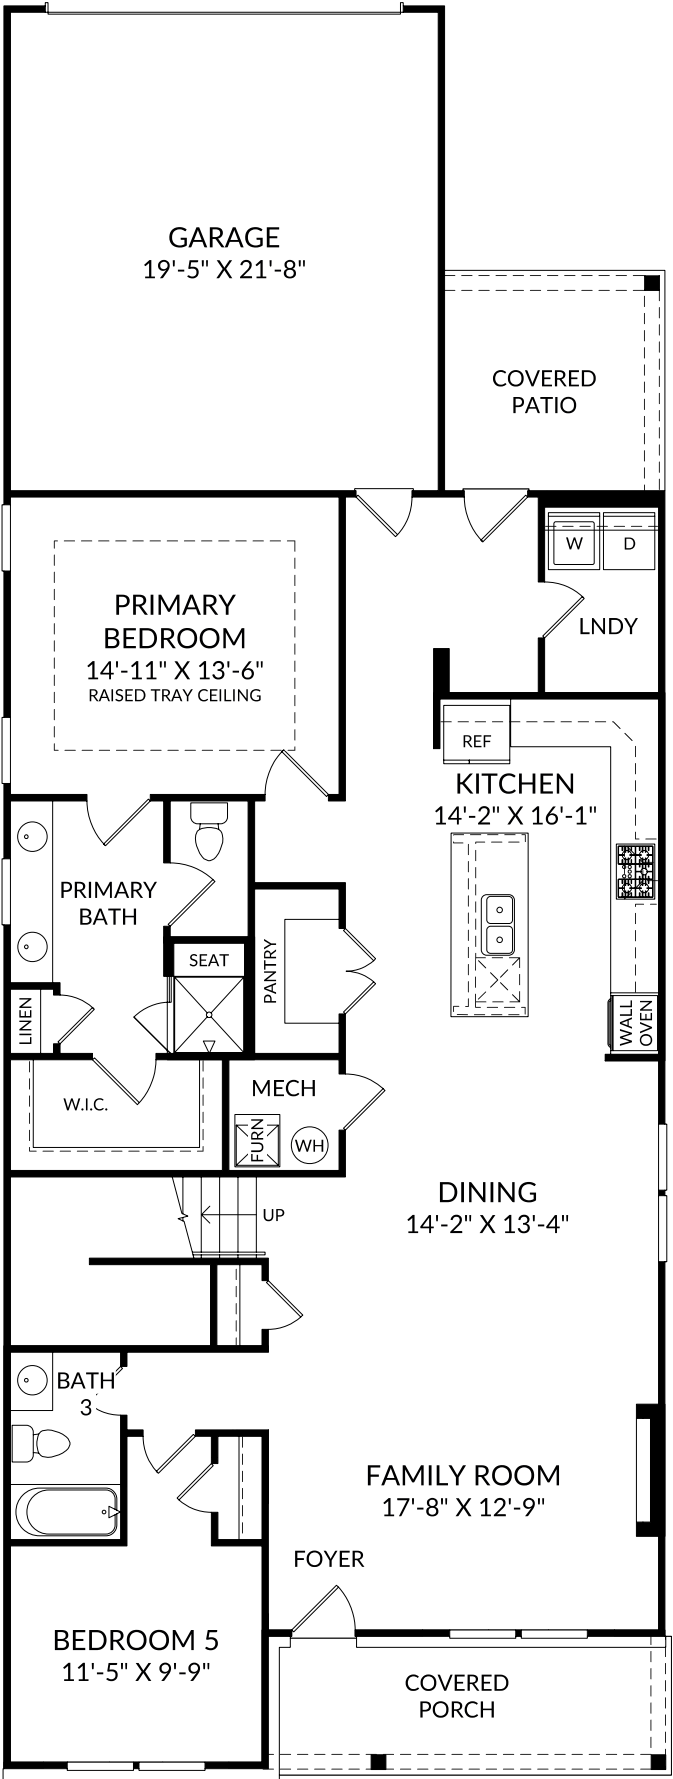 GARAGE
19'-5" X 21'-8"
COVERED
PATIO
W
D
LNDY
PRIMARY
BEDROOM
14'-11" X 13'-6"
RAISED TRAY CEILING
REF
KITCHEN
14'-2" X 16'-1"
PRIMARY
BATH
SEAT
PANTRY
LINEN
WALL
OVEN
W.I.C.
MECH
FURN
WH
DINING
14'-2" X 13'-4"
UP
BATH
3
FAMILY ROOM
17'-8" X 12'-9"
FOYER
BEDROOM 5
11'-5" X 9'-9"
COVERED
PORCH